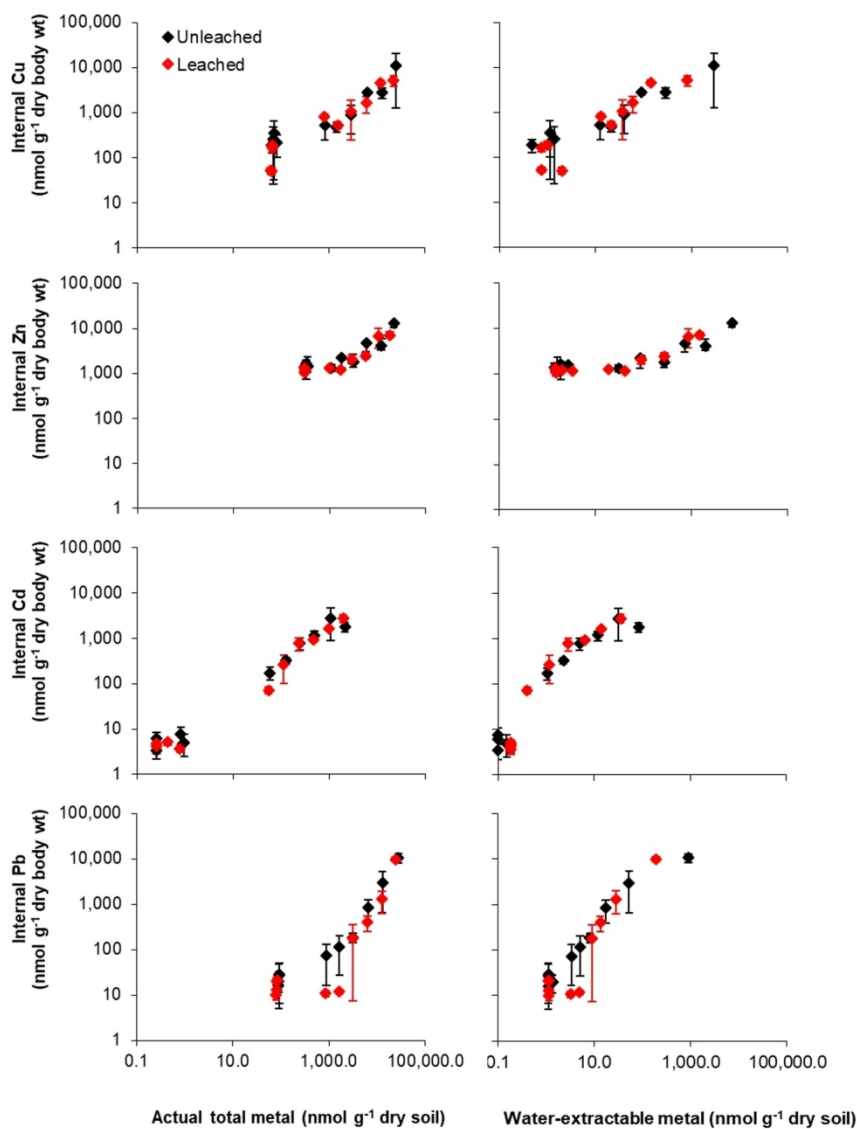 Unleached
Leached
Internal Cu
(nmol g⁻¹ dry body wt)
100,000
10,000
1,000
100
10
1
Internal Zn
(nmol g⁻¹ dry body wt)
100,000
10,000
1,000
100
10
1
Internal Cd
(nmol g⁻¹ dry body wt)
100,000
10,000
1,000
100
10
1
Internal Pb
(nmol g⁻¹ dry body wt)
100,000
10,000
1,000
100
10
1
0.1 10.0 1,000.0 100,000.0 0.1 10.0 1,000.0 100,000.0
Actual total metal (nmol g⁻¹ dry soil) Water-extractable metal (nmol g⁻¹ dry soil)